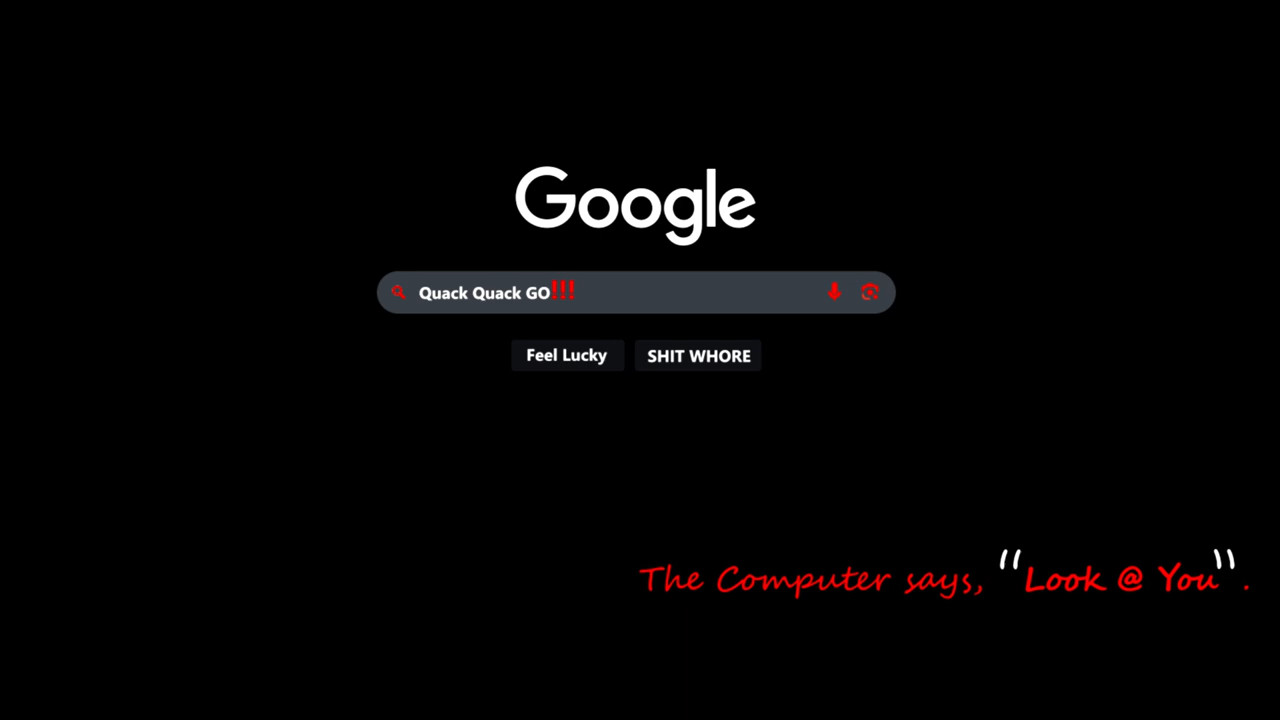 Google
Quack Quack GO!!!
Feel Lucky
SHIT WHORE
The Computer says, "Look @ You".